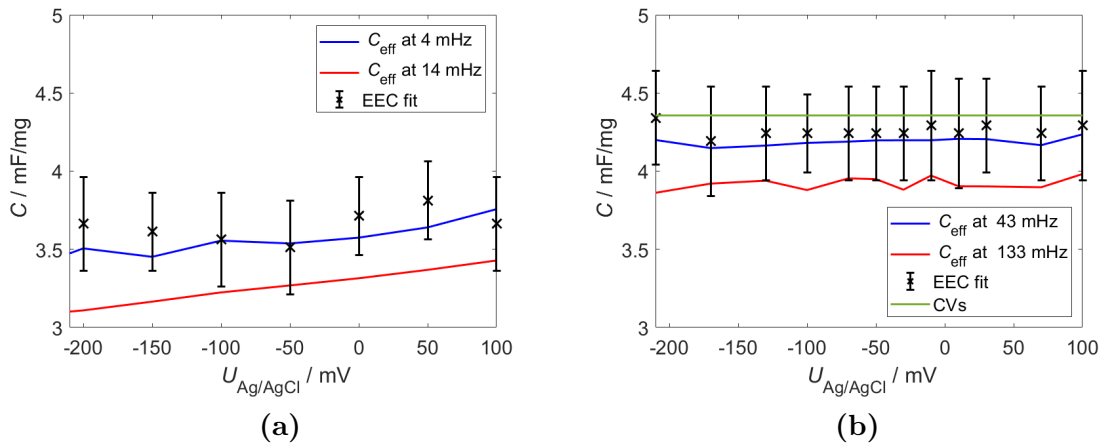 5
4.5
4
3.5
3
C / mF/mg
-200 -150 -100 -50 0 50 100
U_Ag/AgCl / mV
C_eff at 4 mHz
C_eff at 14 mHz
EEC fit
(a)
5
4.5
4
3.5
3
C / mF/mg
-200 -150 -100 -50 0 50 100
U_Ag/AgCl / mV
C_eff at 43 mHz
C_eff at 133 mHz
EEC fit
CVs
(b)